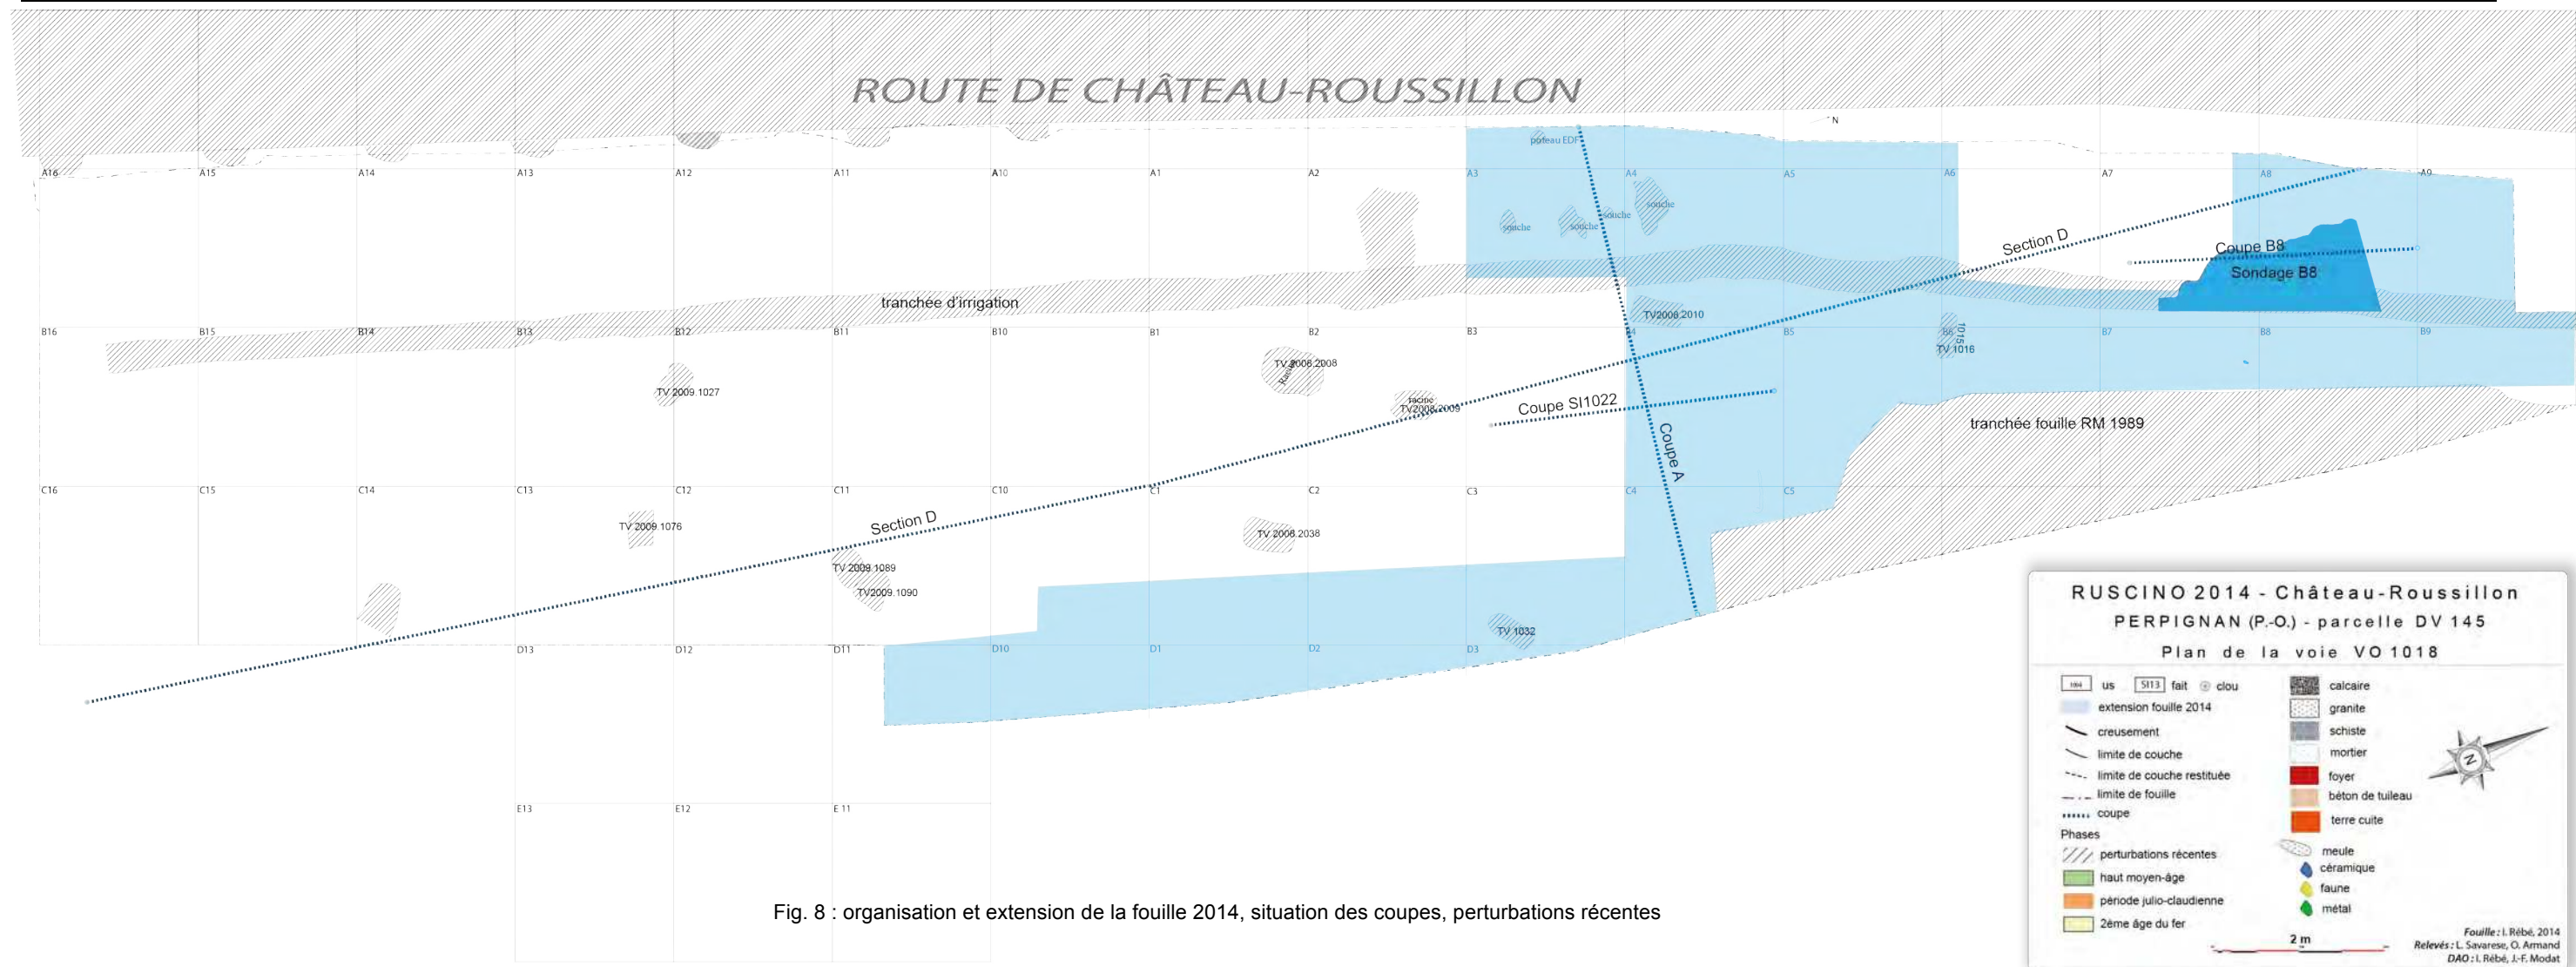 ROUTE DE CHÂTEAU-ROUSSILLON
N
poteau EDF
A16 A15 A14 A13 A12 A11 A10 A1 A2 A3 A4 A5 A6 A7 A8 A9
souche souche souche souche
Section D
Coupe B8
Sondage B8
tranchée d'irrigation
TV2008.2010
B16 B15 B14 B13 B12 B11 B10 B1 B2 B3 B4 B5 B6 B7 B8 B9
1015
TV 1016
TV 2008.2008
Racine
TV 2009.1027
racine
TV2008.2009
Coupe SI1022
Coupe A
tranchée fouille RM 1989
C16 C15 C14 C13 C12 C11 C10 C1 C2 C3 C4 C5
Section D
TV 2009.1076
TV 2008.2038
TV 2009.1089
TV2009.1090
TV 1032
D13 D12 D11 D10 D1 D2 D3
E13 E12 E 11
RUSCINO 2014 - Château-Roussillon
PERPIGNAN (P.-O.) - parcelle DV 145
Plan de la voie VO 1018
1004 us SI13 fait clou
extension fouille 2014
creusement
limite de couche
limite de couche restituée
limite de fouille
coupe
Phases
perturbations récentes
haut moyen-âge
période julio-claudienne
2ème âge du fer
calcaire
granite
schiste
mortier
foyer
béton de tuileau
terre cuite
meule
céramique
faune
métal
N
2 m
Fouille : I. Rébé, 2014
Relevés : L. Savarese, O. Armand
DAO : I. Rébé, J.-F. Modat
Fig. 8 : organisation et extension de la fouille 2014, situation des coupes, perturbations récentes